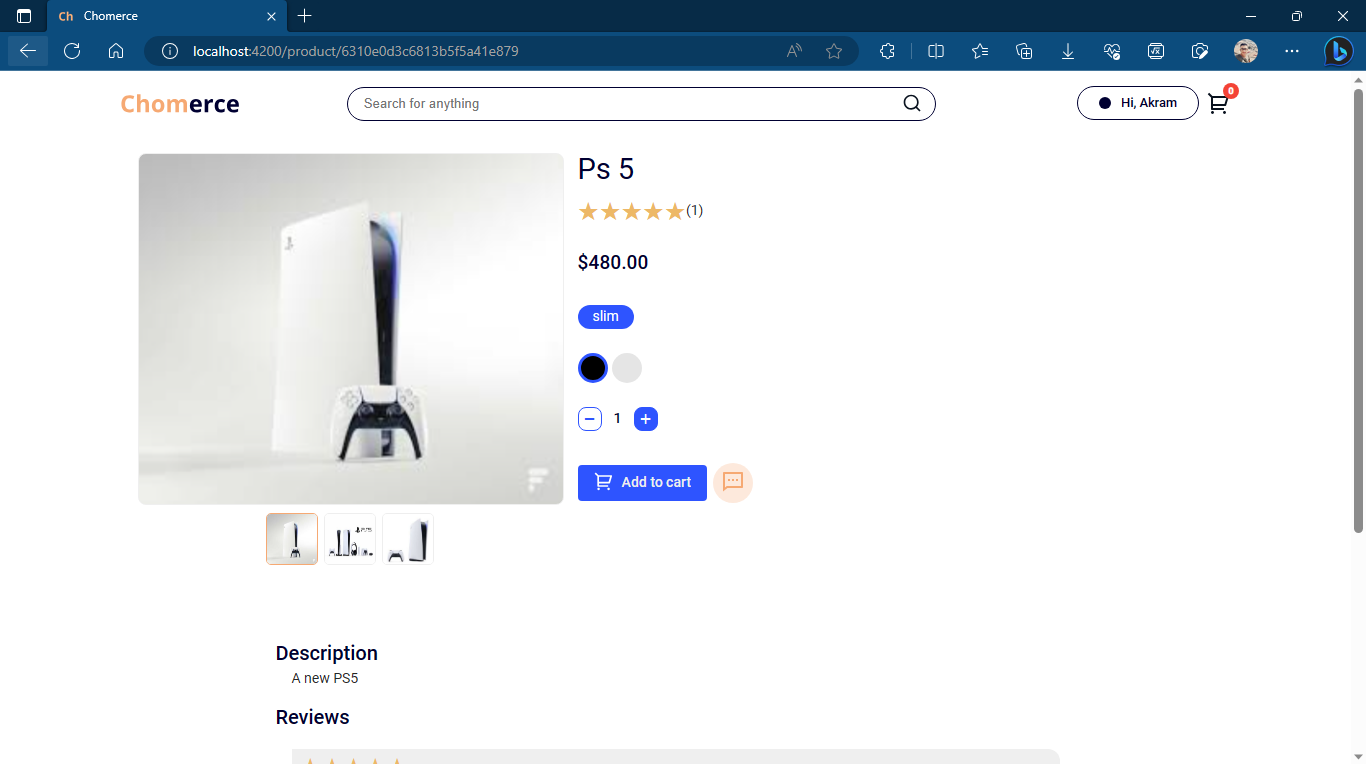 Ch Chomerce
localhost:4200/product/6310e0d3c6813b5f5a41e879
Chomerce
Search for anything
Hi, Akram
0
Ps 5
(1)
$480.00
slim
1
Add to cart
Description
A new PS5
Reviews